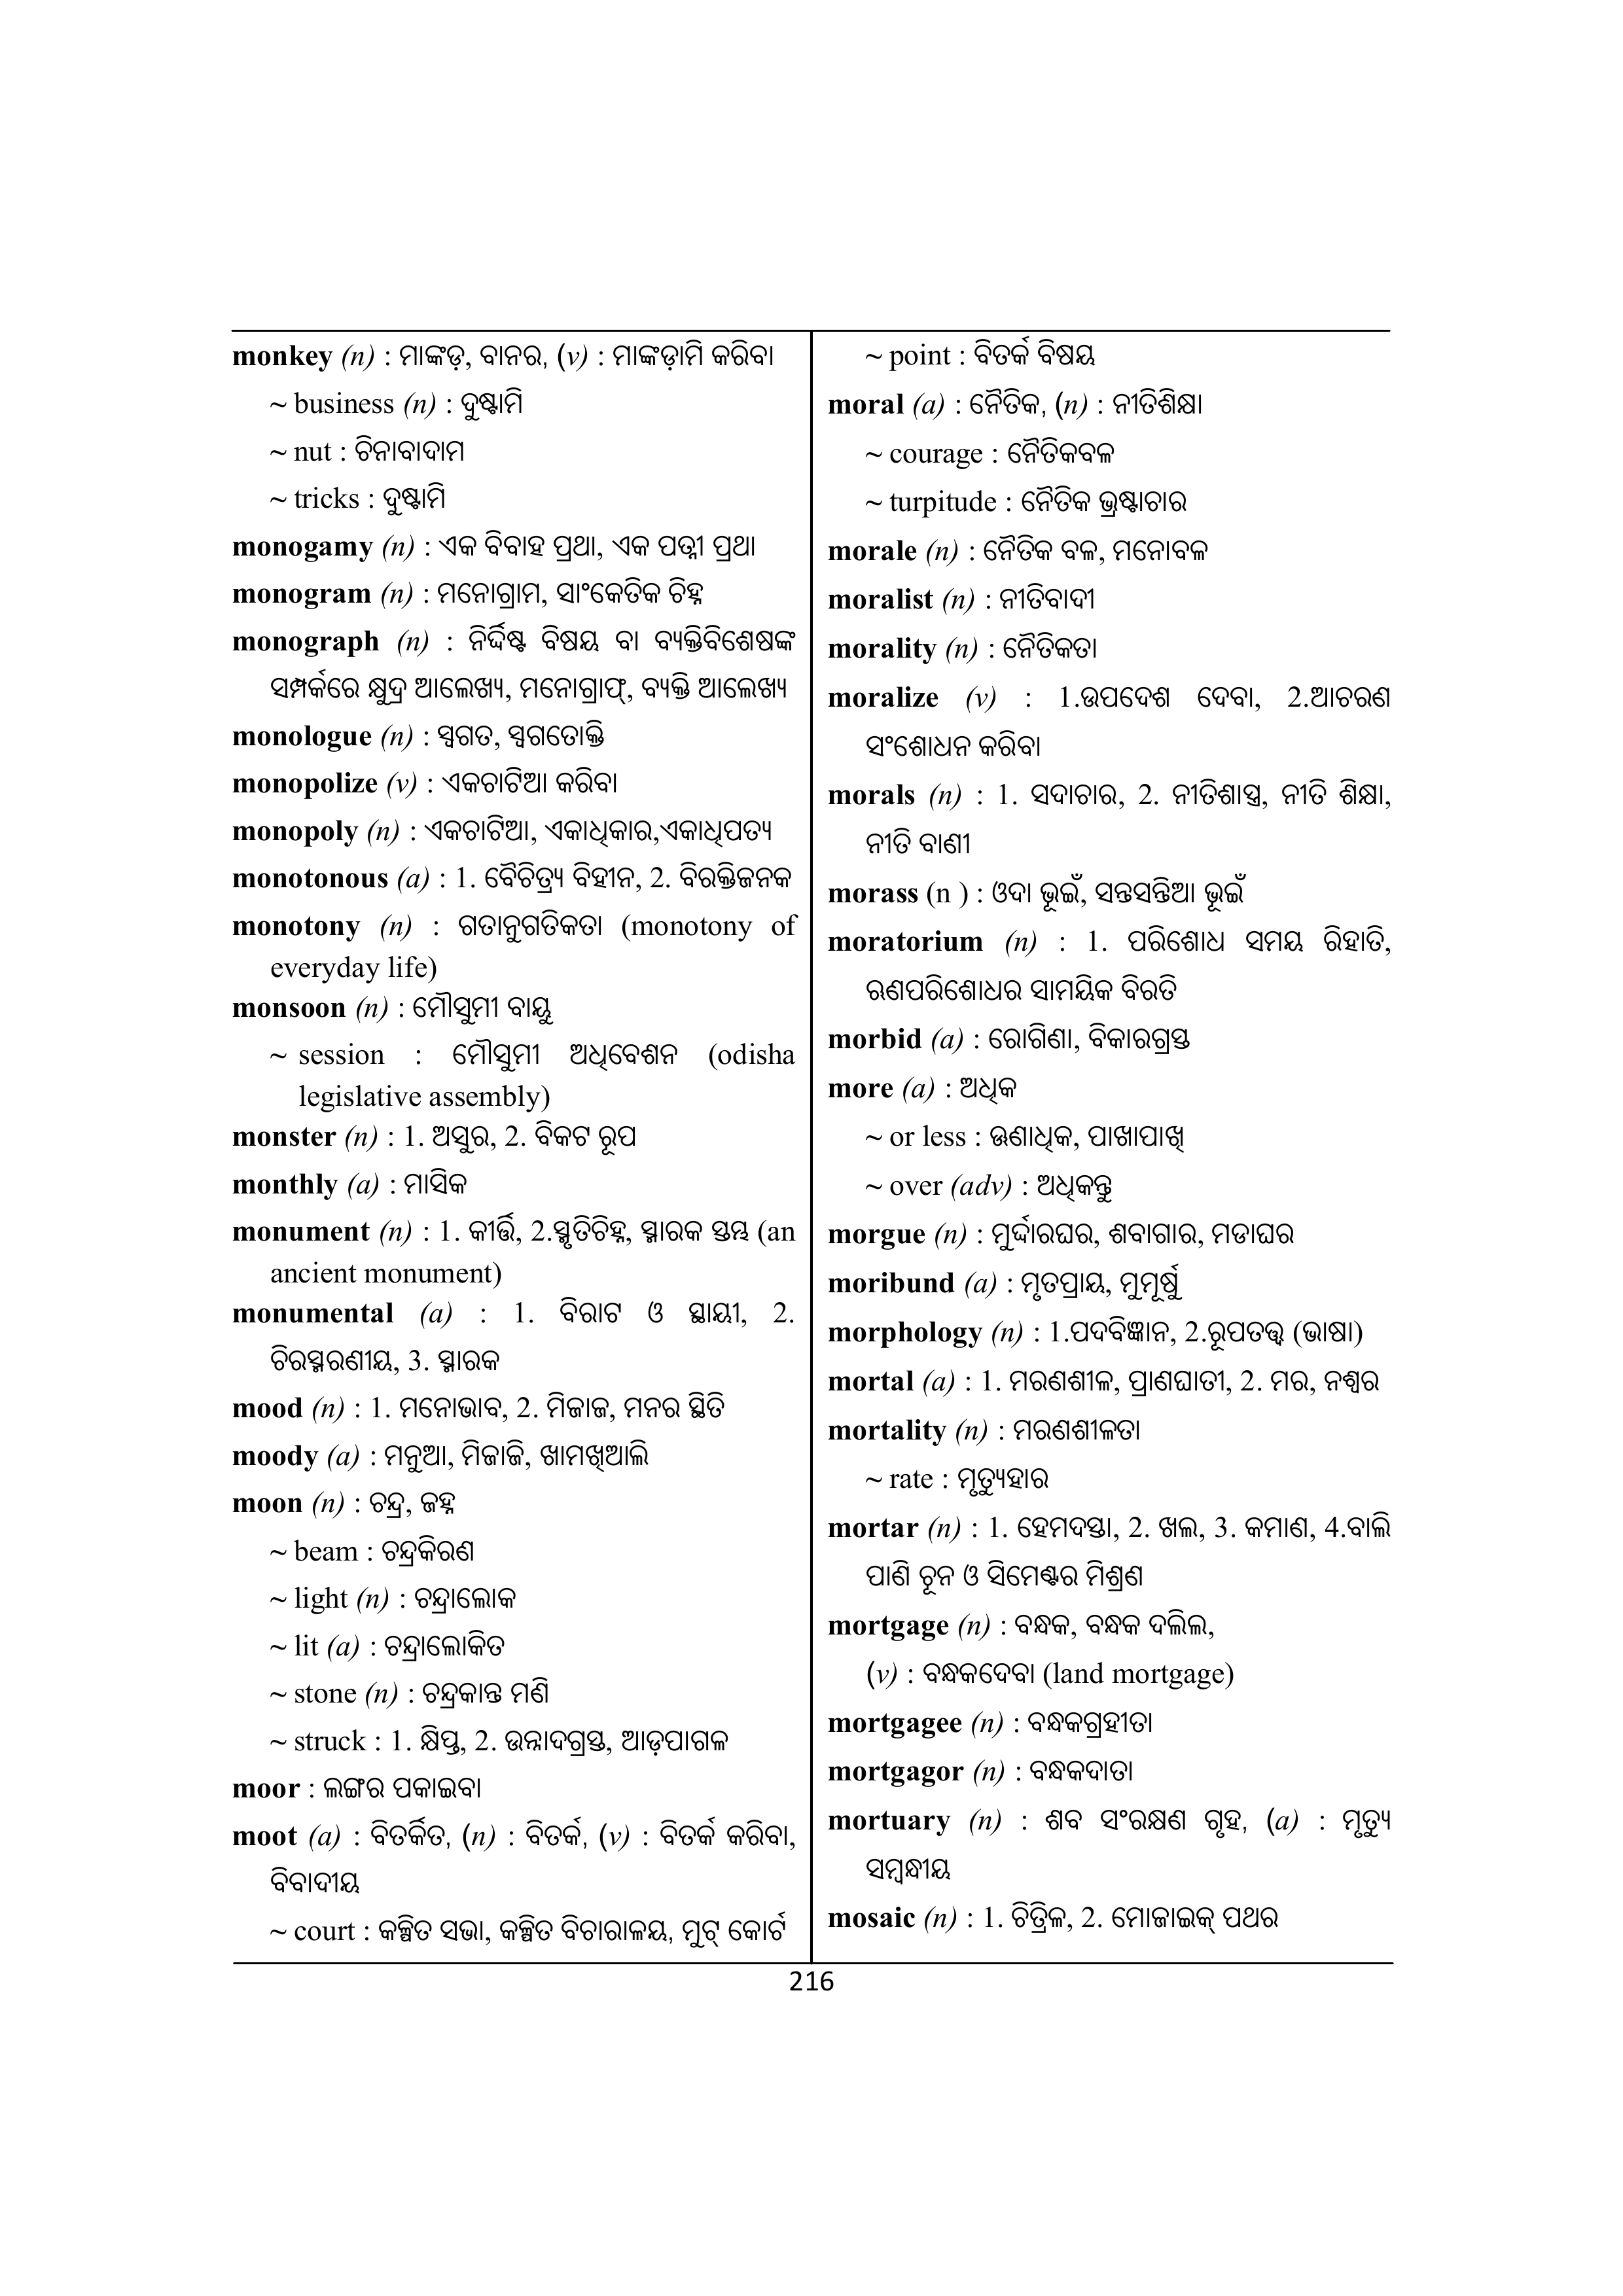 monkey (n) : ମାଙ୍କଡ଼, ବାନର, (v) : ମାଙ୍କଡ଼ାମି କରିବା
~ business (n) : ଦୁଷ୍ଟାମି
~ nut : ଚିନାବାଦାମ
~ tricks : ଦୁଷ୍ଟାମି
monogamy (n) : ଏକ ବିବାହ ପ୍ରଥା, ଏକ ପତ୍ନୀ ପ୍ରଥା
monogram (n) : ମନୋଗ୍ରାମ, ସାଂକେତିକ ଚିହ୍ନ
monograph (n) : ନିର୍ଦ୍ଦିଷ୍ଟ ବିଷୟ ବା ବ୍ୟକ୍ତିବିଶେଷଙ୍କ
ସମ୍ପର୍କରେ କ୍ଷୁଦ୍ର ଆଲେଖ୍ୟ, ମନୋଗ୍ରାଫ୍, ବ୍ୟକ୍ତି ଆଲେଖ୍ୟ
monologue (n) : ସ୍ୱଗତ, ସ୍ୱଗତୋକ୍ତି
monopolize (v) : ଏକଚାଟିଆ କରିବା
monopoly (n) : ଏକଚାଟିଆ, ଏକାଧିକାର,ଏକାଧିପତ୍ୟ
monotonous (a) : 1. ବୈଚିତ୍ର୍ୟ ବିହୀନ, 2. ବିରକ୍ତିଜନକ
monotony (n) : ଗତାନୁଗତିକତା (monotony of
everyday life)
monsoon (n) : ମୌସୁମୀ ବାୟୁ
~ session : ମୌସୁମୀ ଅଧିବେଶନ (odisha
legislative assembly)
monster (n) : 1. ଅସୁର, 2. ବିକଟ ରୂପ
monthly (a) : ମାସିକ
monument (n) : 1. କୀର୍ତ୍ତି, 2.ସ୍ମୃତିଚିହ୍ନ, ସ୍ମାରକ ସ୍ତମ୍ଭ (an
ancient monument)
monumental (a) : 1. ବିରାଟ ଓ ସ୍ଥାୟୀ, 2.
ଚିରସ୍ମରଣୀୟ, 3. ସ୍ମାରକ
mood (n) : 1. ମନୋଭାବ, 2. ମିଜାଜ, ମନର ସ୍ଥିତି
moody (a) : ମନୁଆ, ମିଜାଜି, ଖାମଖିଆଲି
moon (n) : ଚନ୍ଦ୍ର, ଜହ୍ନ
~ beam : ଚନ୍ଦ୍ରକିରଣ
~ light (n) : ଚନ୍ଦ୍ରାଲୋକ
~ lit (a) : ଚନ୍ଦ୍ରାଲୋକିତ
~ stone (n) : ଚନ୍ଦ୍ରକାନ୍ତ ମଣି
~ struck : 1. କ୍ଷିପ୍ତ, 2. ଉନ୍ନାଦଗ୍ରସ୍ତ, ଆଡ଼ପାଗଳ
moor : ଲଙ୍ଗର ପକାଇବା
moot (a) : ବିତର୍କିତ, (n) : ବିତର୍କ, (v) : ବିତର୍କ କରିବା,
ବିବାଦୀୟ
~ court : କଳ୍ପିତ ସଭା, କଳ୍ପିତ ବିଚାରାଳୟ, ମୁଟ୍ କୋର୍ଟ
~ point : ବିତର୍କ ବିଷୟ
moral (a) : ନୈତିକ, (n) : ନୀତିଶିକ୍ଷା
~ courage : ନୈତିକବଳ
~ turpitude : ନୈତିକ ଭ୍ରଷ୍ଟାଚାର
morale (n) : ନୈତିକ ବଳ, ମନୋବଳ
moralist (n) : ନୀତିବାଦୀ
morality (n) : ନୈତିକତା
moralize (v) : 1.ଉପଦେଶ ଦେବା, 2.ଆଚରଣ
ସଂଶୋଧନ କରିବା
morals (n) : 1. ସଦାଚାର, 2. ନୀତିଶାସ୍ତ୍ର, ନୀତି ଶିକ୍ଷା,
ନୀତି ବାଣୀ
morass (n ) : ଓଦା ଭୂଇଁ, ସନ୍ତସନ୍ତିଆ ଭୂଇଁ
moratorium (n) : 1. ପରିଶୋଧ ସମୟ ରିହାତି,
ଋଣପରିଶୋଧର ସାମୟିକ ବିରତି
morbid (a) : ରୋଗିଣା, ବିକାରଗ୍ରସ୍ତ
more (a) : ଅଧିକ
~ or less : ଊଣାଧିକ, ପାଖାପାଖି
~ over (adv) : ଅଧିକନ୍ତୁ
morgue (n) : ମୁର୍ଦ୍ଦାରଘର, ଶବାଗାର, ମଡାଘର
moribund (a) : ମୃତପ୍ରାୟ, ମୁମୂର୍ଷୁ
morphology (n) : 1.ପଦବିଜ୍ଞାନ, 2.ରୂପତତ୍ତ୍ୱ (ଭାଷା)
mortal (a) : 1. ମରଣଶୀଳ, ପ୍ରାଣଘାତୀ, 2. ମର, ନଶ୍ୱର
mortality (n) : ମରଣଶୀଳତା
~ rate : ମୃତ୍ୟୁହାର
mortar (n) : 1. ହେମଦସ୍ତା, 2. ଖଲ, 3. କମାଣ, 4.ବାଲି
ପାଣି ଚୂନ ଓ ସିମେଣ୍ଟର ମିଶ୍ରଣ
mortgage (n) : ବନ୍ଧକ, ବନ୍ଧକ ଦଲିଲ,
(v) : ବନ୍ଧକଦେବା (land mortgage)
mortgagee (n) : ବନ୍ଧକଗ୍ରହୀତା
mortgagor (n) : ବନ୍ଧକଦାତା
mortuary (n) : ଶବ ସଂରକ୍ଷଣ ଗୃହ, (a) : ମୃତ୍ୟୁ
ସମ୍ବନ୍ଧୀୟ
mosaic (n) : 1. ଚିତ୍ରିଳ, 2. ମୋଜାଇକ୍ ପଥର
216